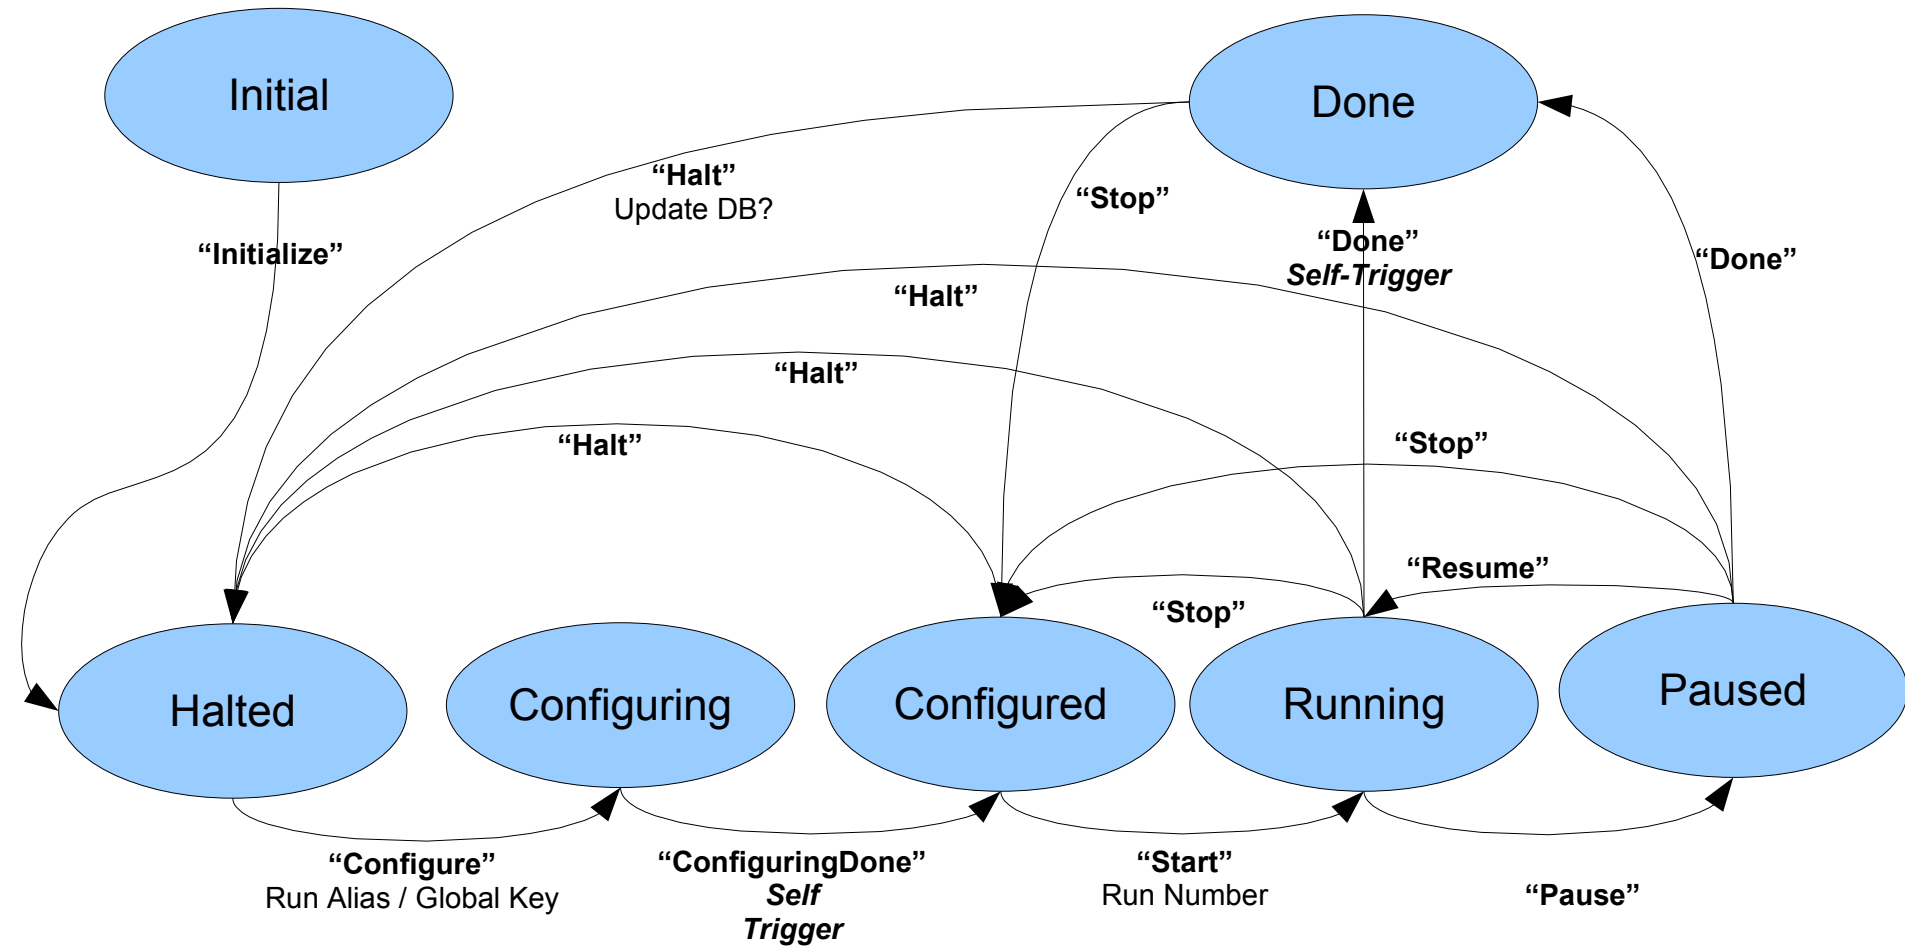 Initial
Done
“Halt”
Update DB?
“Stop”
“Initialize”
“Done”
Self-Trigger
“Done”
“Halt”
“Halt”
“Halt”
“Stop”
“Resume”
“Stop”
Halted
Configuring
Configured
Running
Paused
“Configure”
Run Alias / Global Key
“ConfiguringDone”
Self
Trigger
“Start”
Run Number
“Pause”